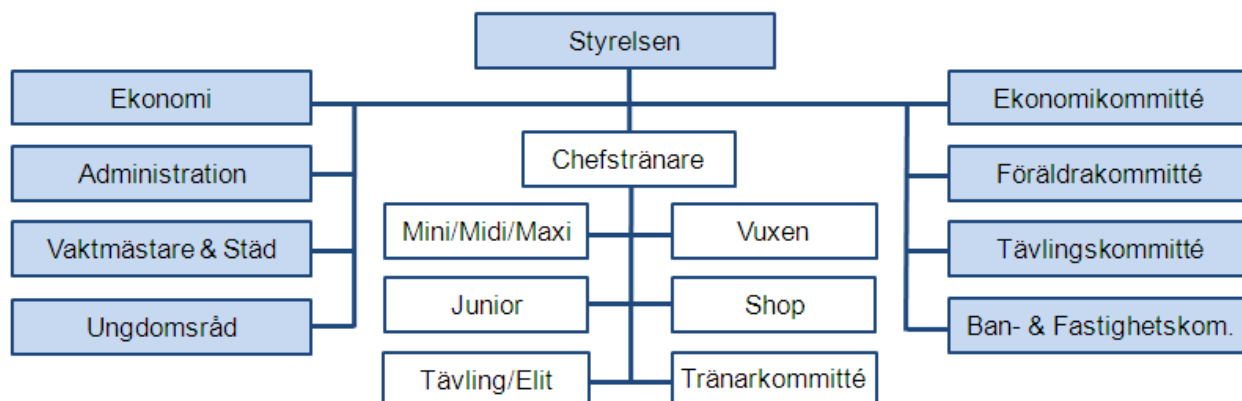 Styrelsen
Ekonomi
Ekonomikommitté
Chefstränare
Administration
Föräldrakommitté
Mini/Midi/Maxi
Vuxen
Vaktmästare & Städ
Tävlingskommitté
Junior
Shop
Ungdomsråd
Ban- & Fastighetskom.
Tävling/Elit
Tränarkommitté